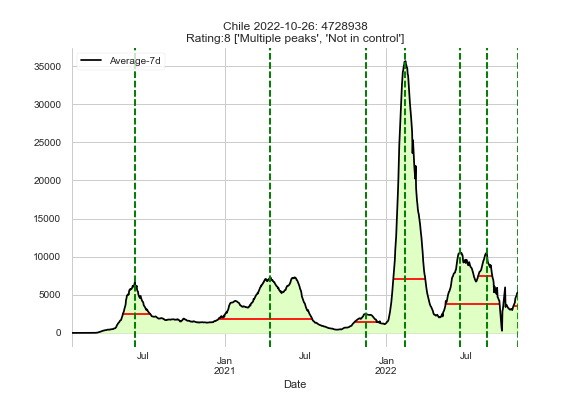 Chile 2022-10-26: 4728938
Rating:8 ['Multiple peaks', 'Not in control']
Average-7d
35000
30000
25000
20000
15000
10000
5000
0
Jul
Jan
2021
Jul
Jan
2022
Jul
Date